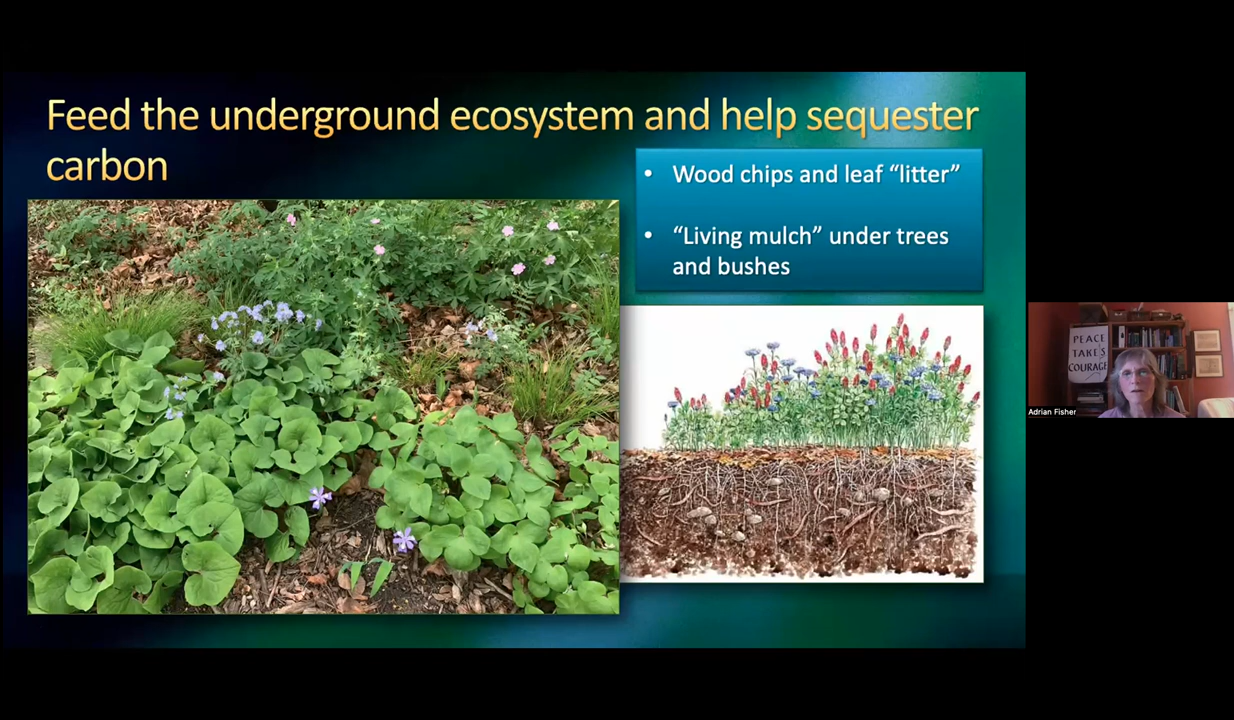 Feed the underground ecosystem and help sequester
carbon
• Wood chips and leaf “litter”
• “Living mulch” under trees
and bushes
PEACE
TAKES
COURAGE
Adrian Fisher